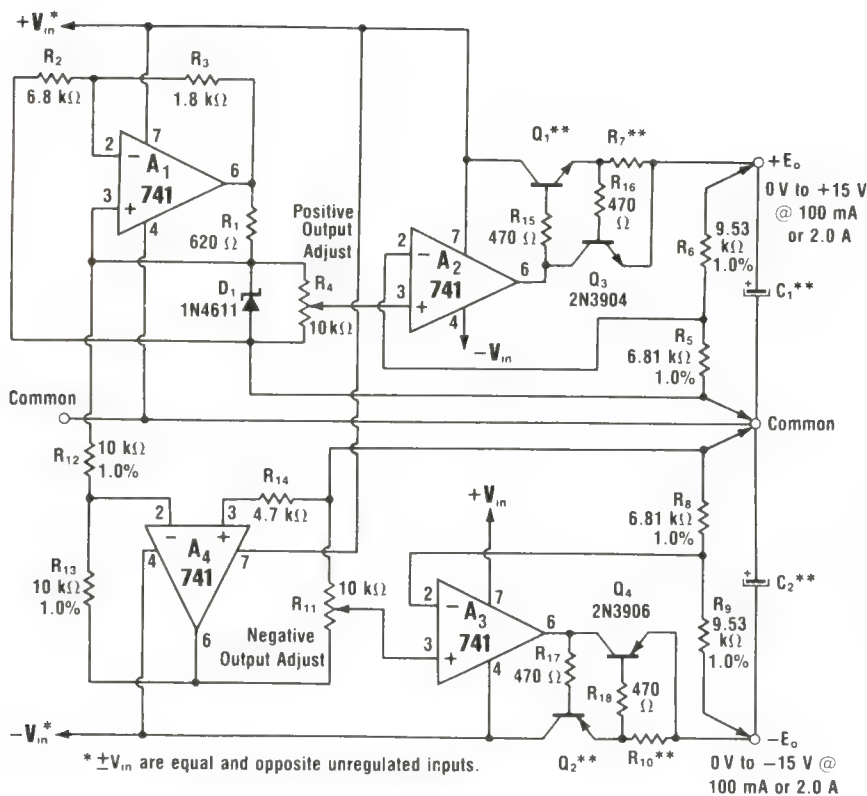 +Vin*
R2
6.8 kΩ
R3
1.8 kΩ
7
2
−
A1
6
741
3
+
4
R1
620 Ω
D1
1N4611
Positive
Output
Adjust
R4
10 kΩ
2
−
7
A2
6
741
3
+
4
−Vin
Q1**
R7**
R15
470 Ω
R16
470
Ω
Q3
2N3904
+Eo
0 V to +15 V
@ 100 mA
or 2.0 A
9.53
kΩ
1.0%
R6
+
C1**
R5
6.81 kΩ
1.0%
Common
Common
R12
10 kΩ
1.0%
R14
4.7 kΩ
2
3
−
+
4
A4
7
741
6
R13
10 kΩ
1.0%
10 kΩ
R11
Negative
Output Adjust
+Vin
2
−
7
A3
6
741
3
+
4
Q4
2N3906
R17
470
Ω
R18
470
Ω
Q2**
R10**
R8
6.81 kΩ
1.0%
R9
9.53
kΩ
1.0%
+
C2**
−Vin*
−Eo
0 V to −15 V @
100 mA or 2.0 A
* ±Vin are equal and opposite unregulated inputs.